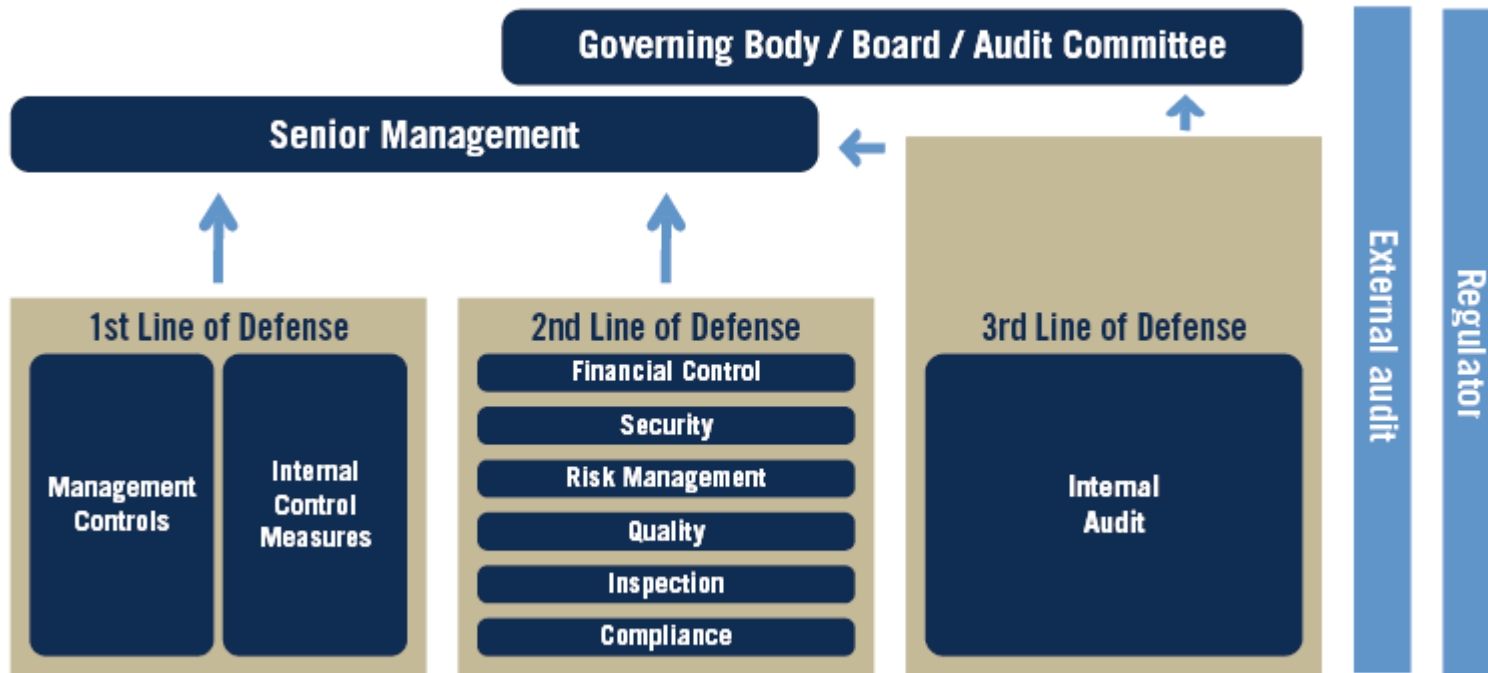 Governing Body / Board / Audit Committee
Senior Management
1st Line of Defense
Management
Controls
Internal
Control
Measures
2nd Line of Defense
Financial Control
Security
Risk Management
Quality
Inspection
Compliance
3rd Line of Defense
Internal
Audit
External audit
Regulator